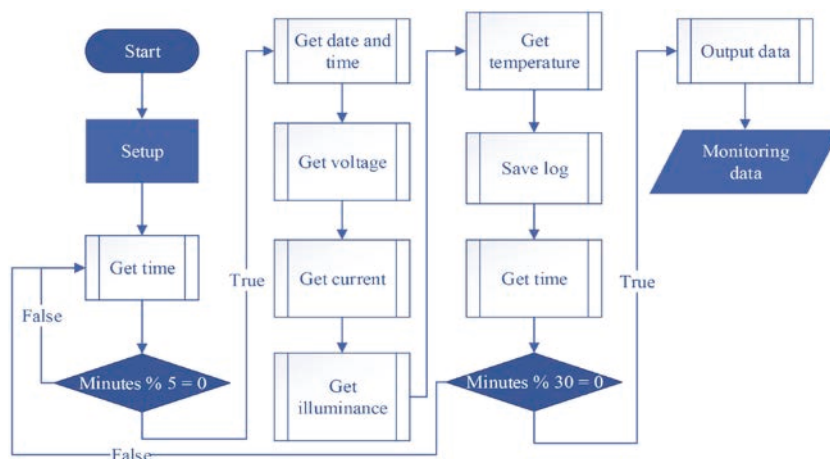 Start
Setup
Get time
False
Minutes % 5 = 0
True
Get date and
time
Get voltage
Get current
Get
illuminance
Get
temperature
Save log
Get time
Minutes % 30 = 0
False
True
Output data
Monitoring
data